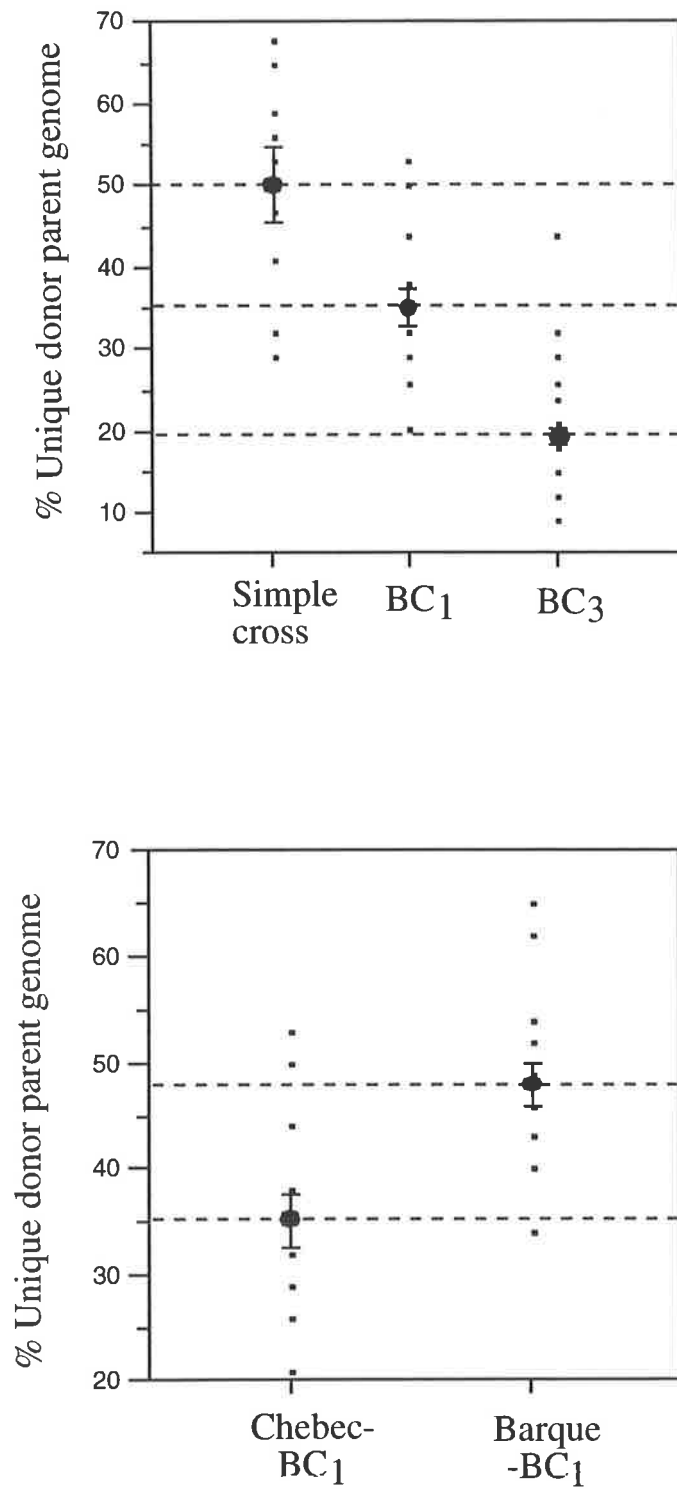 % Unique donor parent genome
70
60
50
40
30
20
10
Simple
cross
BC1
BC3
% Unique donor parent genome
70
60
50
40
30
20
Chebec-
BC1
Barque
-BC1